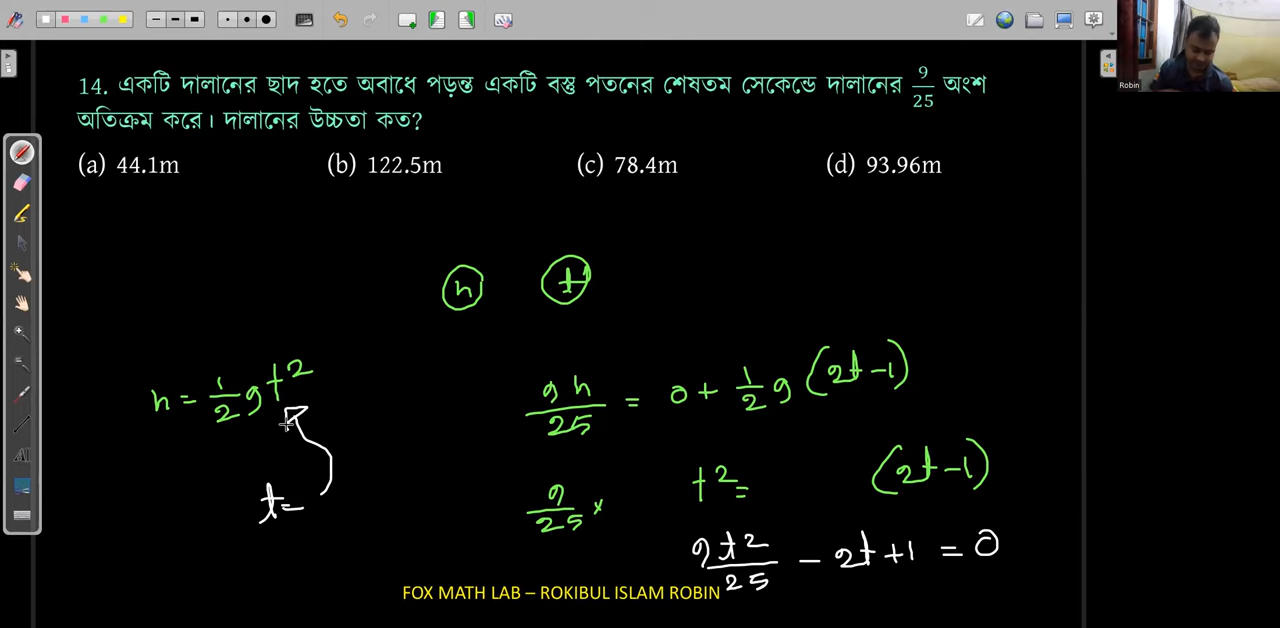 Robin
14. একটি দালানের ছাদ হতে অবাধে পড়ন্ত একটি বস্তু পতনের শেষতম সেকেন্ডে দালানের 9/25 অংশ
অতিক্রম করে। দালানের উচ্চতা কত?
(a) 44.1m (b) 122.5m (c) 78.4m (d) 93.96m
h t
h = 1/2 gt²
9h/25 = 0 + 1/2 g (2t-1)
t² = (2t-1)
t=
9/25 ×
9t²/25 - 2t + 1 = 0
FOX MATH LAB – ROKIBUL ISLAM ROBIN